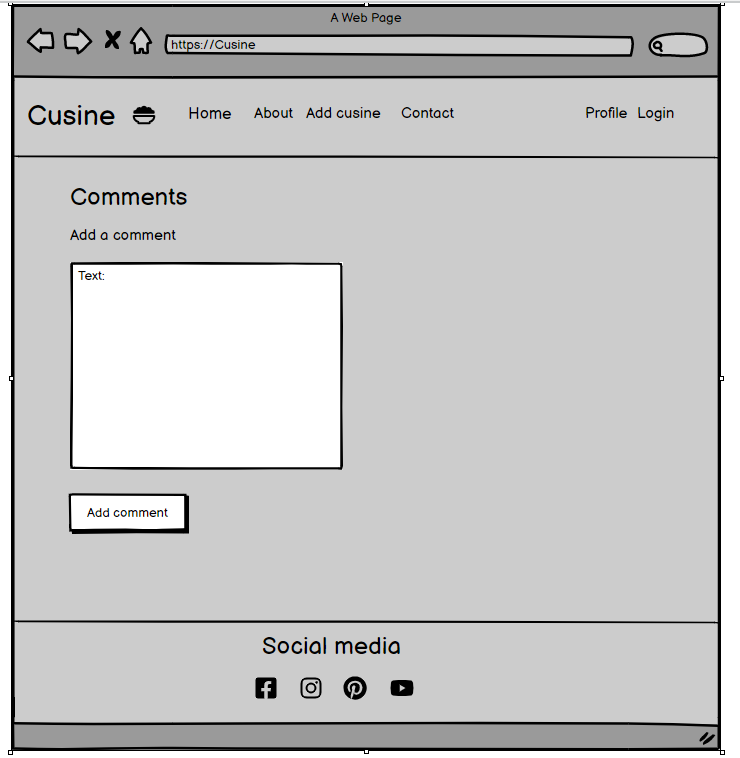 A Web Page
https://Cusine
Cusine Home About Add cusine Contact Profile Login
Comments
Add a comment
Text:
Add comment
Social media